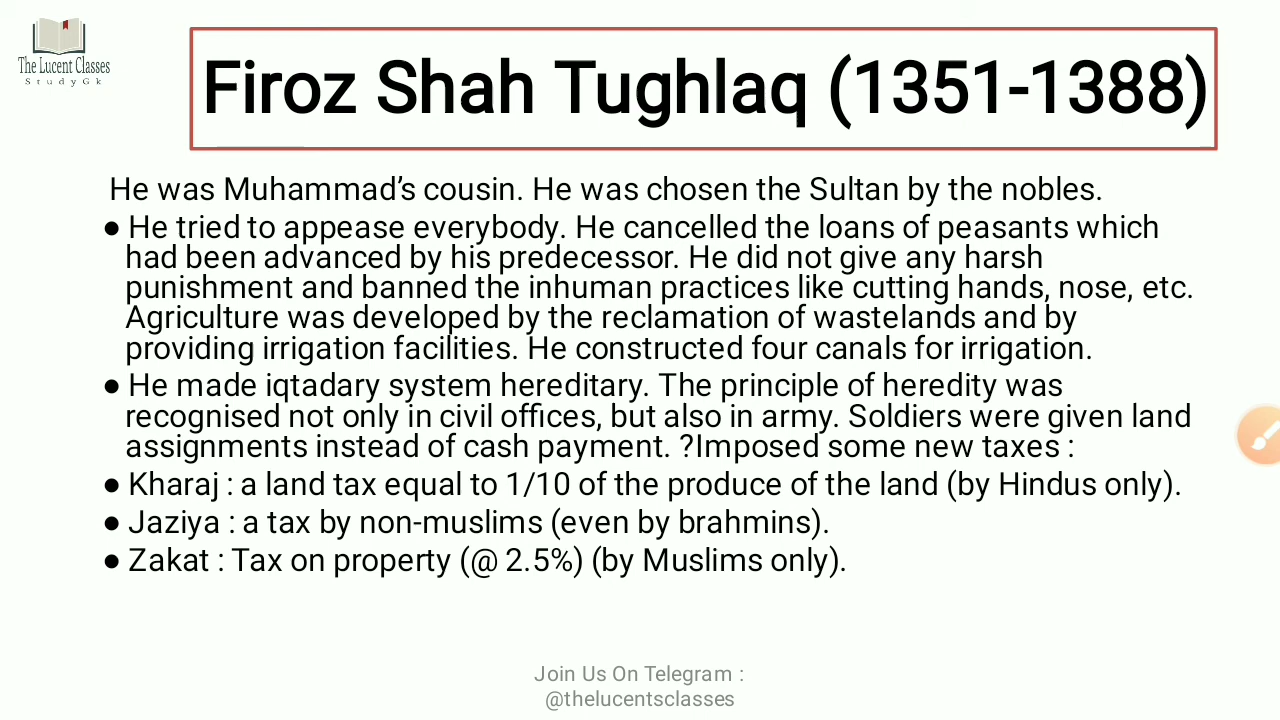 The Lucent Classes
StudyGk
Firoz Shah Tughlaq (1351-1388)
He was Muhammad’s cousin. He was chosen the Sultan by the nobles.
● He tried to appease everybody. He cancelled the loans of peasants which
had been advanced by his predecessor. He did not give any harsh
punishment and banned the inhuman practices like cutting hands, nose, etc.
Agriculture was developed by the reclamation of wastelands and by
providing irrigation facilities. He constructed four canals for irrigation.
● He made iqtadary system hereditary. The principle of heredity was
recognised not only in civil offices, but also in army. Soldiers were given land
assignments instead of cash payment. ?Imposed some new taxes :
● Kharaj : a land tax equal to 1/10 of the produce of the land (by Hindus only).
● Jaziya : a tax by non-muslims (even by brahmins).
● Zakat : Tax on property (@ 2.5%) (by Muslims only).
Join Us On Telegram :
@thelucentsclasses